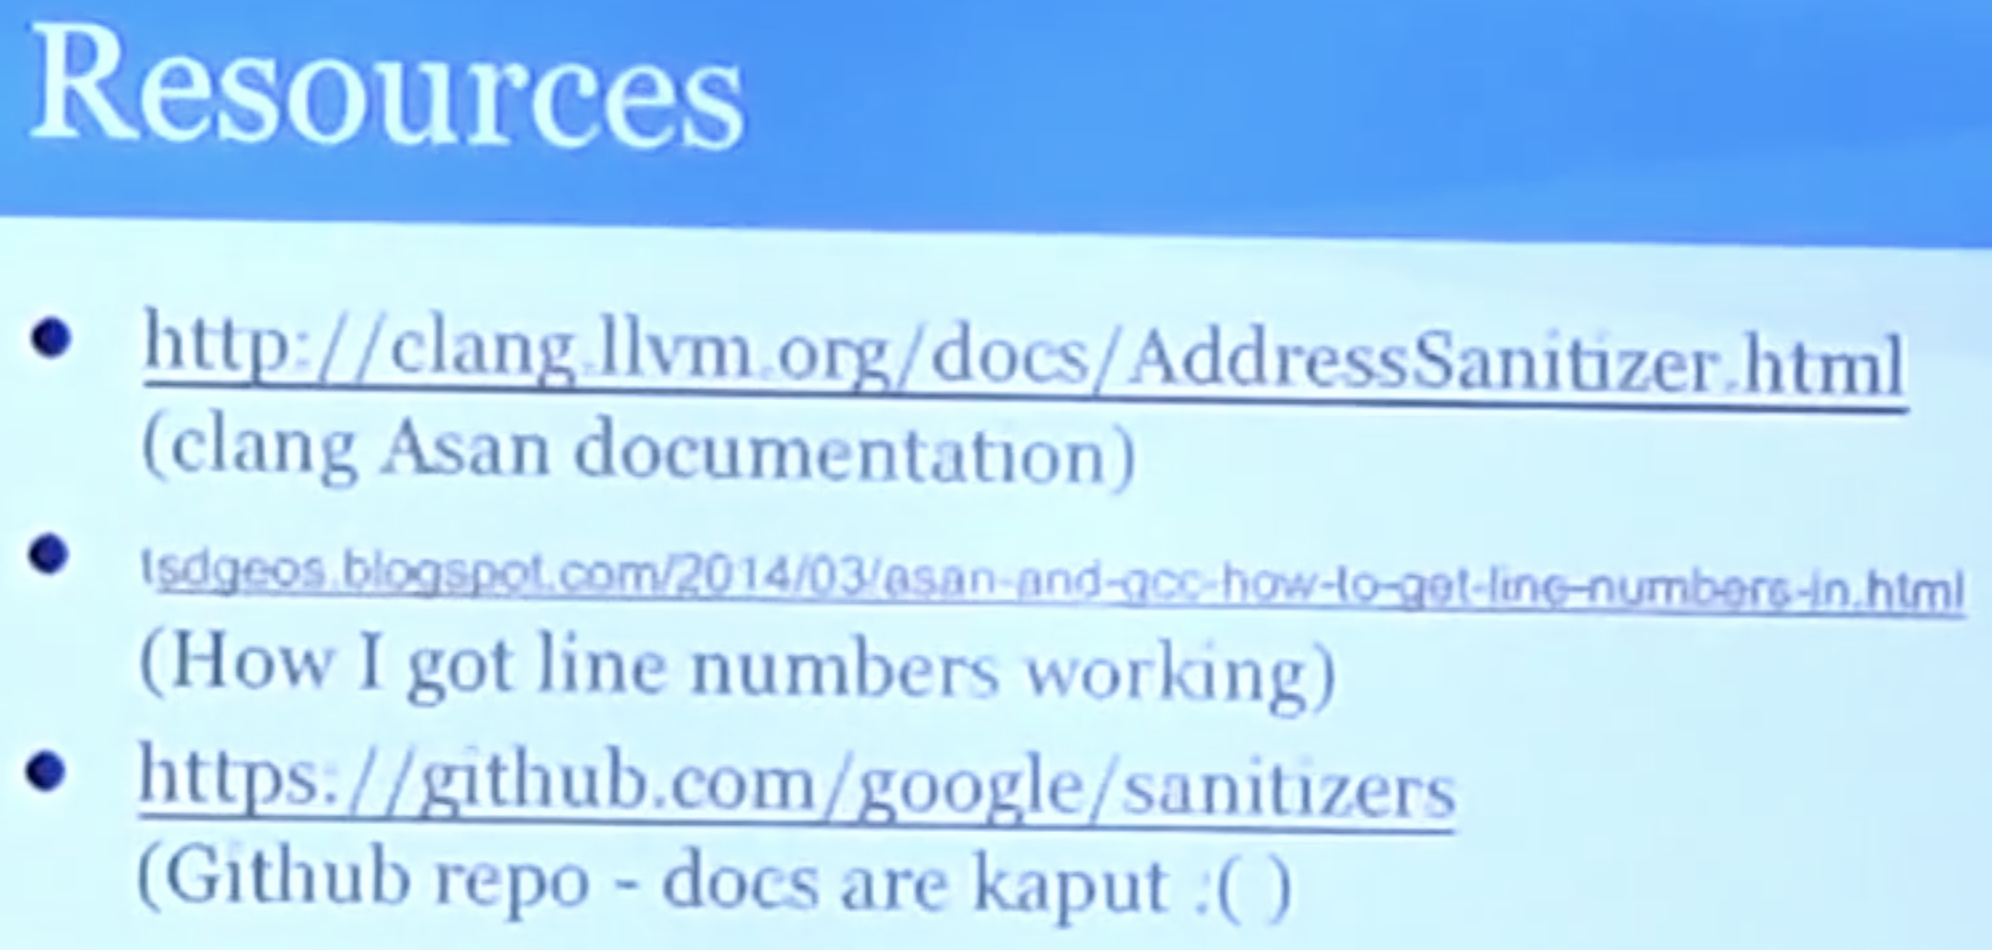 Resources
http://clang.llvm.org/docs/AddressSanitizer.html
(clang Asan documentation)
tsdgeos.blogspot.com/2014/03/asan-and-gcc-how-to-get-line-numbers-in.html
(How I got line numbers working)
https://github.com/google/sanitizers
(Github repo - docs are kaput :( )